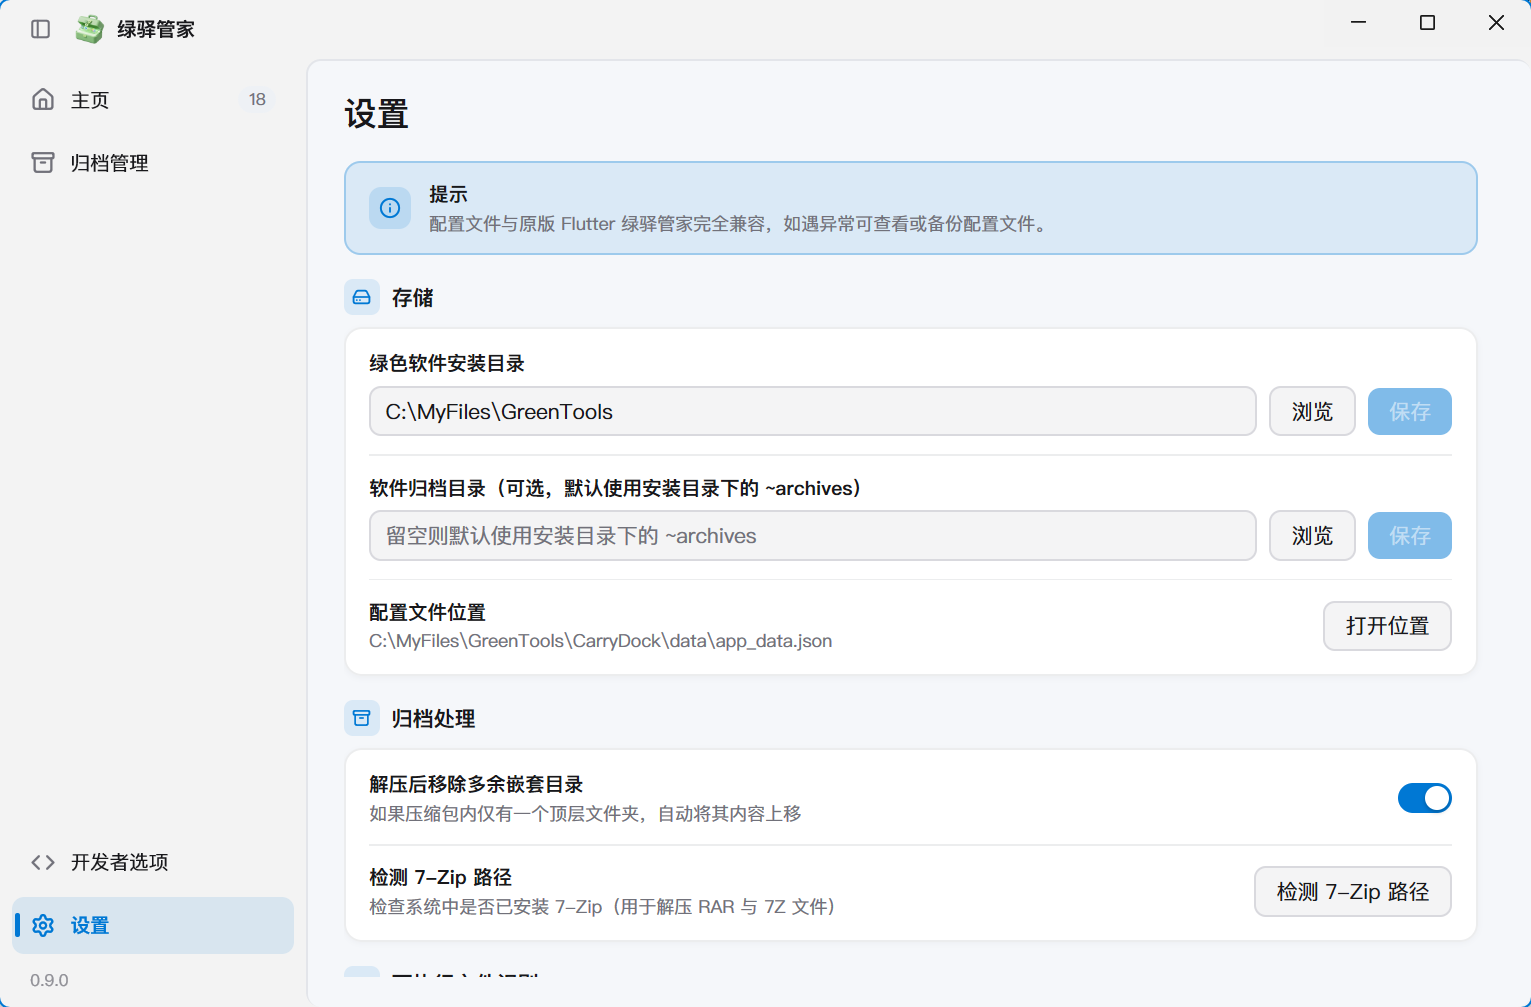 绿驿管家
主页
18
归档管理
开发者选项
设置
0.9.0
设置
提示
配置文件与原版 Flutter 绿驿管家完全兼容，如遇异常可查看或备份配置文件。
存储
绿色软件安装目录
C:\MyFiles\GreenTools
浏览
保存
软件归档目录（可选，默认使用安装目录下的 ~archives）
留空则默认使用安装目录下的 ~archives
浏览
保存
配置文件位置
C:\MyFiles\GreenTools\CarryDock\data\app_data.json
打开位置
归档处理
解压后移除多余嵌套目录
如果压缩包内仅有一个顶层文件夹，自动将其内容上移
检测 7-Zip 路径
检查系统中是否已安装 7-Zip（用于解压 RAR 与 7Z 文件）
检测 7-Zip 路径